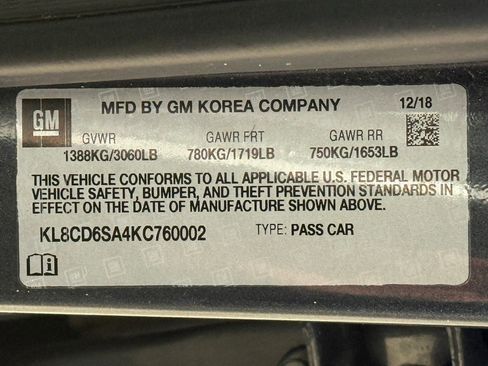 GM MFD BY GM KOREA COMPANY 12/18
GVWR GAWR FRT GAWR RR
1388KG/3060LB 780KG/1719LB 750KG/1653LB
THIS VEHICLE CONFORMS TO ALL APPLICABLE U.S. FEDERAL MOTOR
VEHICLE SAFETY, BUMPER, AND THEFT PREVENTION STANDARDS IN
EFFECT ON THE DATE OF MANUFACTURE SHOWN ABOVE.
KL8CD6SA4KC760002 TYPE: PASS CAR